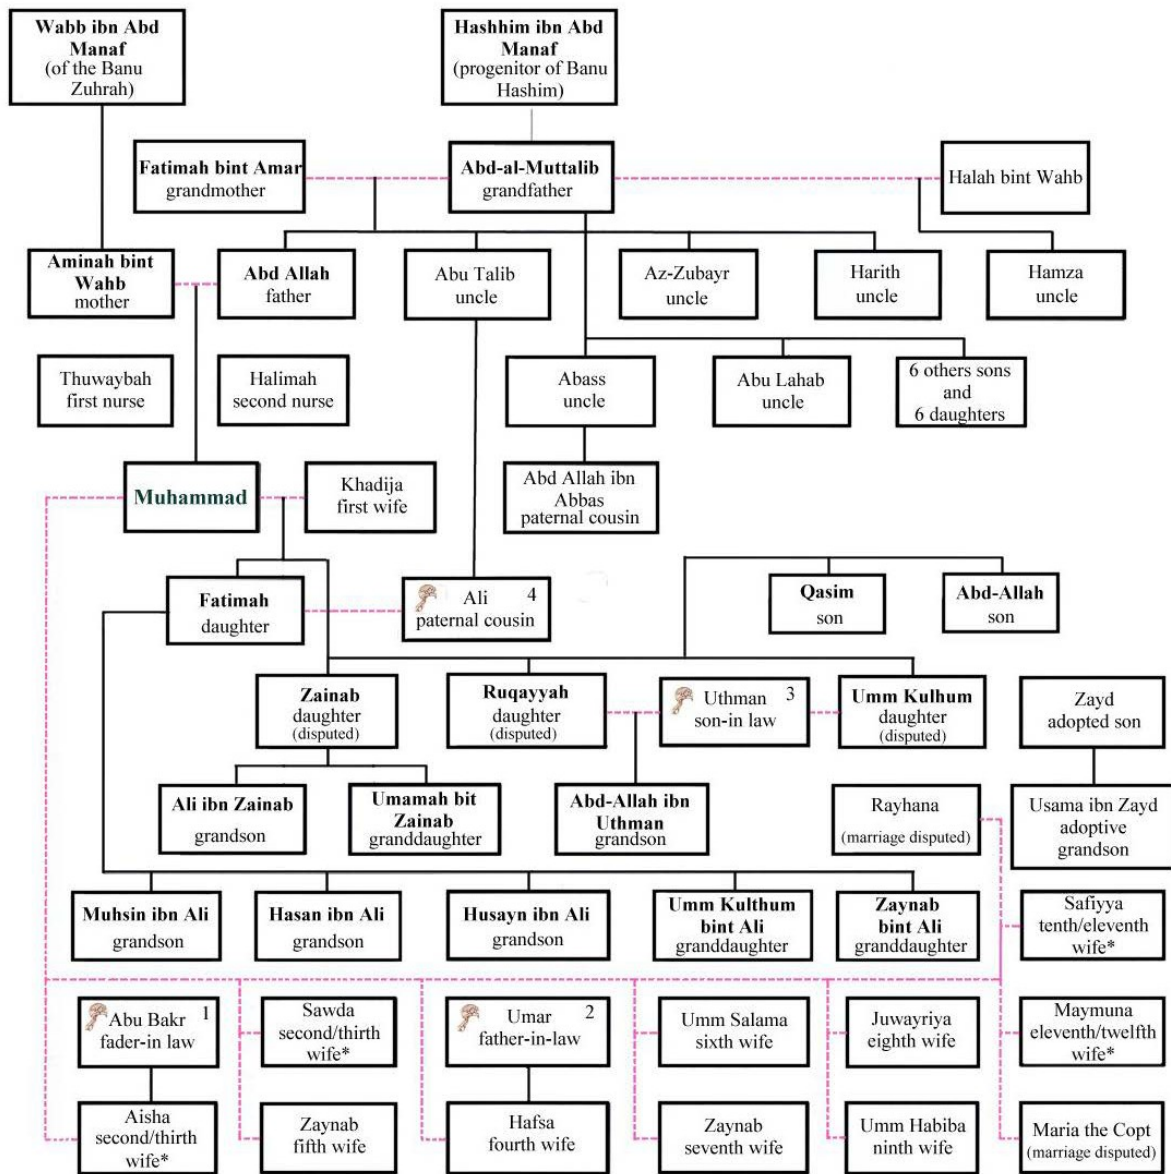 Wabb ibn Abd
Manaf
(of the Banu
Zuhrah)
Hashhim ibn Abd
Manaf
(progenitor of Banu
Hashim)
Fatimah bint Amar
grandmother
Abd-al-Muttalib
grandfather
Halah bint Wahb
Aminah bint
Wahb
mother
Abd Allah
father
Abu Talib
uncle
Az-Zubayr
uncle
Harith
uncle
Hamza
uncle
Thuwaybah
first nurse
Halimah
second nurse
Abass
uncle
Abu Lahab
uncle
6 others sons
and
6 daughters
Muhammad
Khadija
first wife
Abd Allah ibn
Abbas
paternal cousin
Fatimah
daughter
Ali 4
paternal cousin
Qasim
son
Abd-Allah
son
Zainab
daughter
(disputed)
Ruqayyah
daughter
(disputed)
Uthman 3
son-in law
Umm Kulhum
daughter
(disputed)
Zayd
adopted son
Ali ibn Zainab
grandson
Umamah bit
Zainab
granddaughter
Abd-Allah ibn
Uthman
grandson
Rayhana
(marriage disputed)
Usama ibn Zayd
adoptive
grandson
Muhsin ibn Ali
grandson
Hasan ibn Ali
grandson
Husayn ibn Ali
grandson
Umm Kulthum
bint Ali
granddaughter
Zaynab
bint Ali
granddaughter
Safiyya
tenth/eleventh
wife*
Abu Bakr 1
fader-in law
Sawda
second/thirth
wife*
Umar 2
father-in-law
Umm Salama
sixth wife
Juwayriya
eighth wife
Maymuna
eleventh/twelfth
wife*
Aisha
second/thirth
wife*
Zaynab
fifth wife
Hafsa
fourth wife
Zaynab
seventh wife
Umm Habiba
ninth wife
Maria the Copt
(marriage disputed)